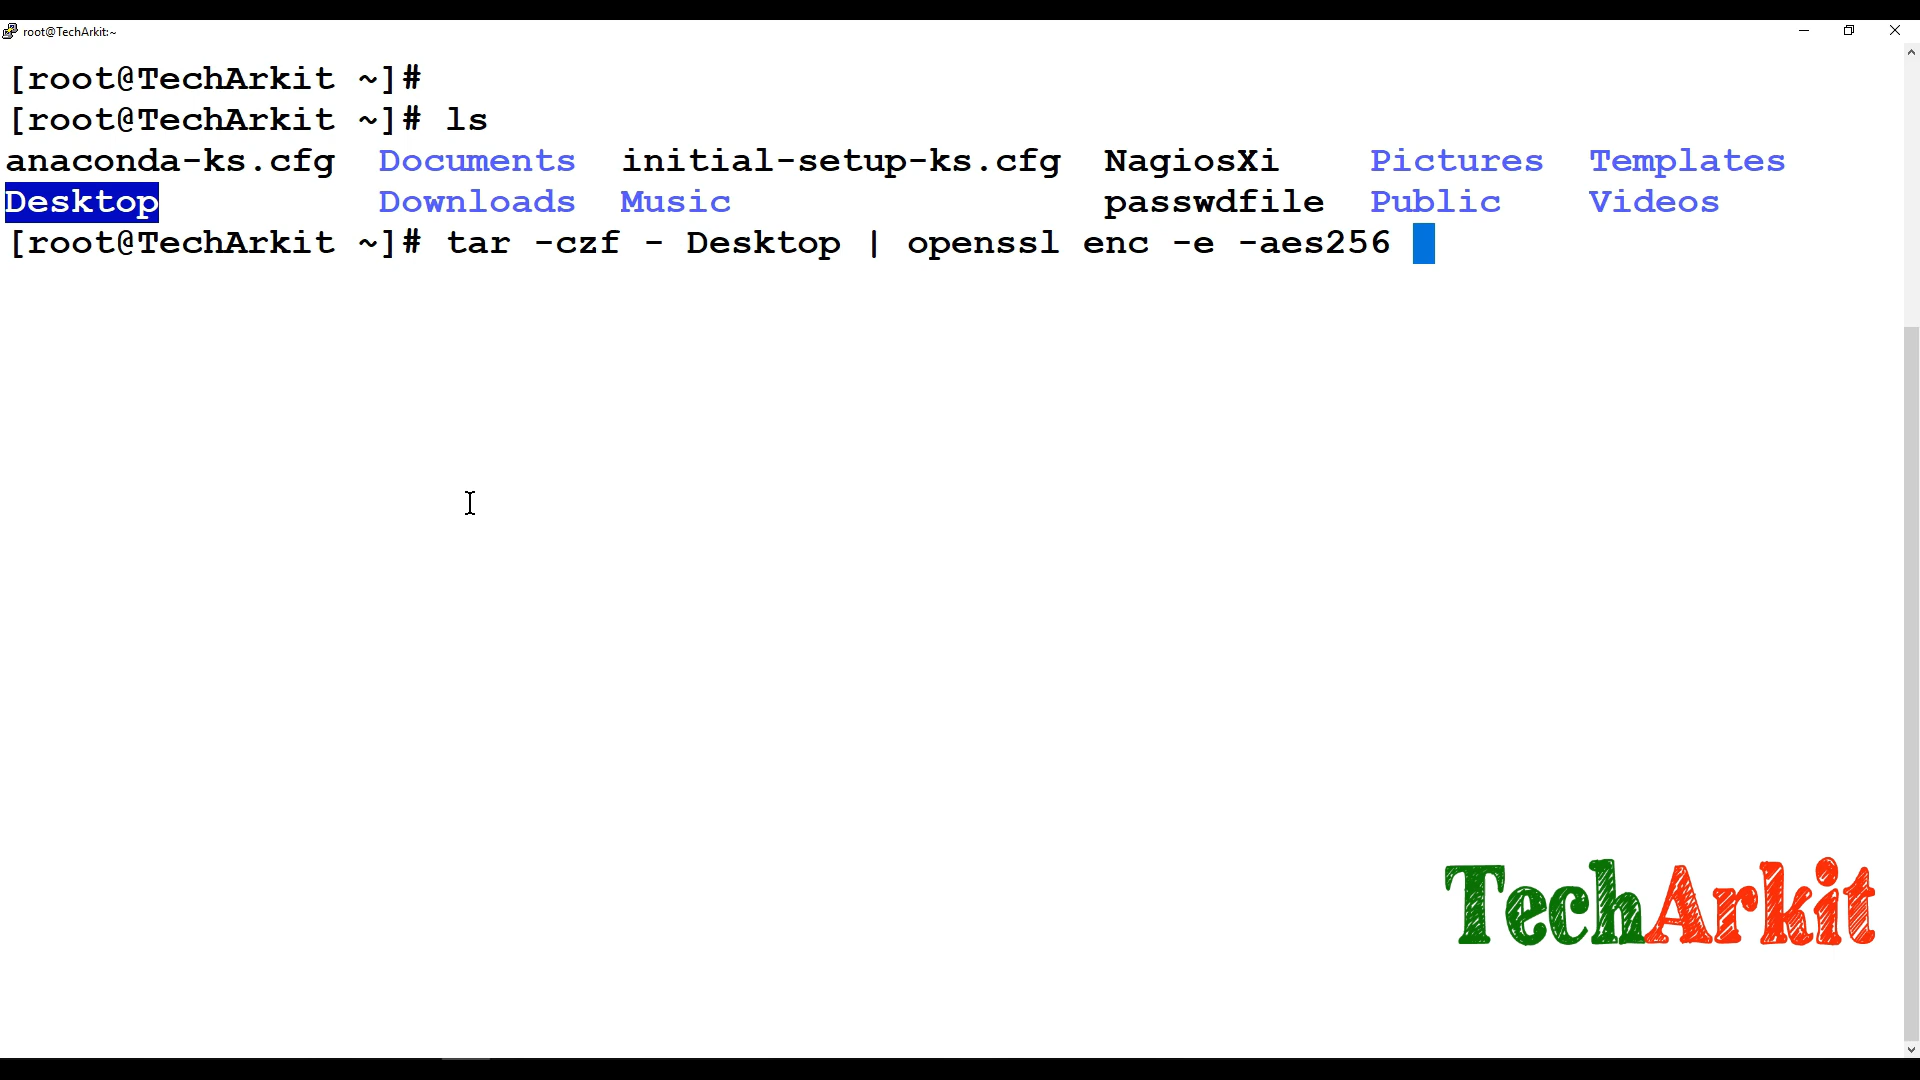 root@TechArkit:~
[root@TechArkit ~]#
[root@TechArkit ~]# ls
anaconda-ks.cfg Documents initial-setup-ks.cfg NagiosXi Pictures Templates
Desktop Downloads Music passwdfile Public Videos
[root@TechArkit ~]# tar -czf - Desktop | openssl enc -e -aes256
TechArkit